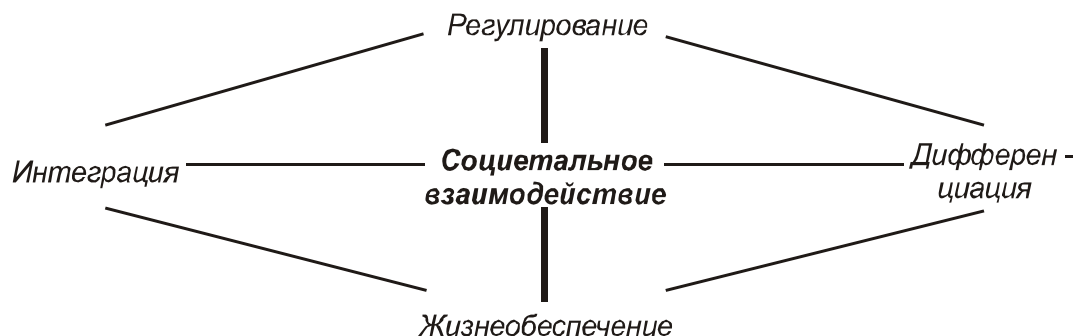 Регулирование
Интеграция
Социетальное
взаимодействие
Дифферен-
циация
Жизнеобеспечение